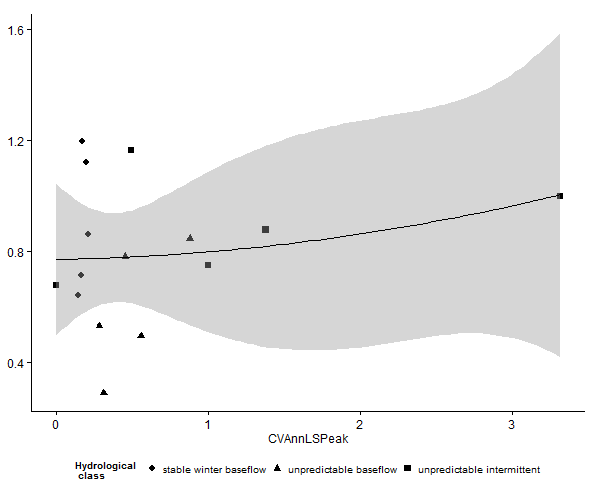 1.6
1.2
0.8
0.4
0 1 2 3
CVAnnLSPeak
Hydrological
class
stable winter baseflow unpredictable baseflow unpredictable intermittent